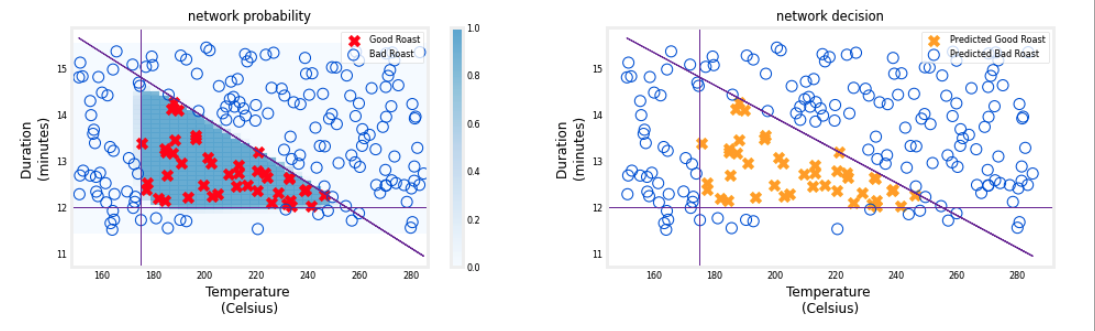 network probability
Good Roast
Bad Roast
1.0
0.8
0.6
0.4
0.2
0.0
15
14
13
12
11
Duration
(minutes)
160
180
200
220
240
260
280
Temperature
(Celsius)
network decision
Predicted Good Roast
Predicted Bad Roast
15
14
13
12
11
Duration
(minutes)
160
180
200
220
240
260
280
Temperature
(Celsius)